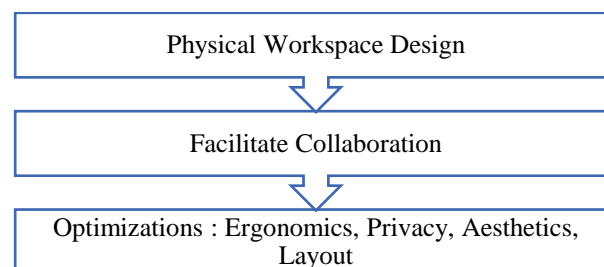 Physical Workspace Design
Facilitate Collaboration
Optimizations : Ergonomics, Privacy, Aesthetics,
Layout